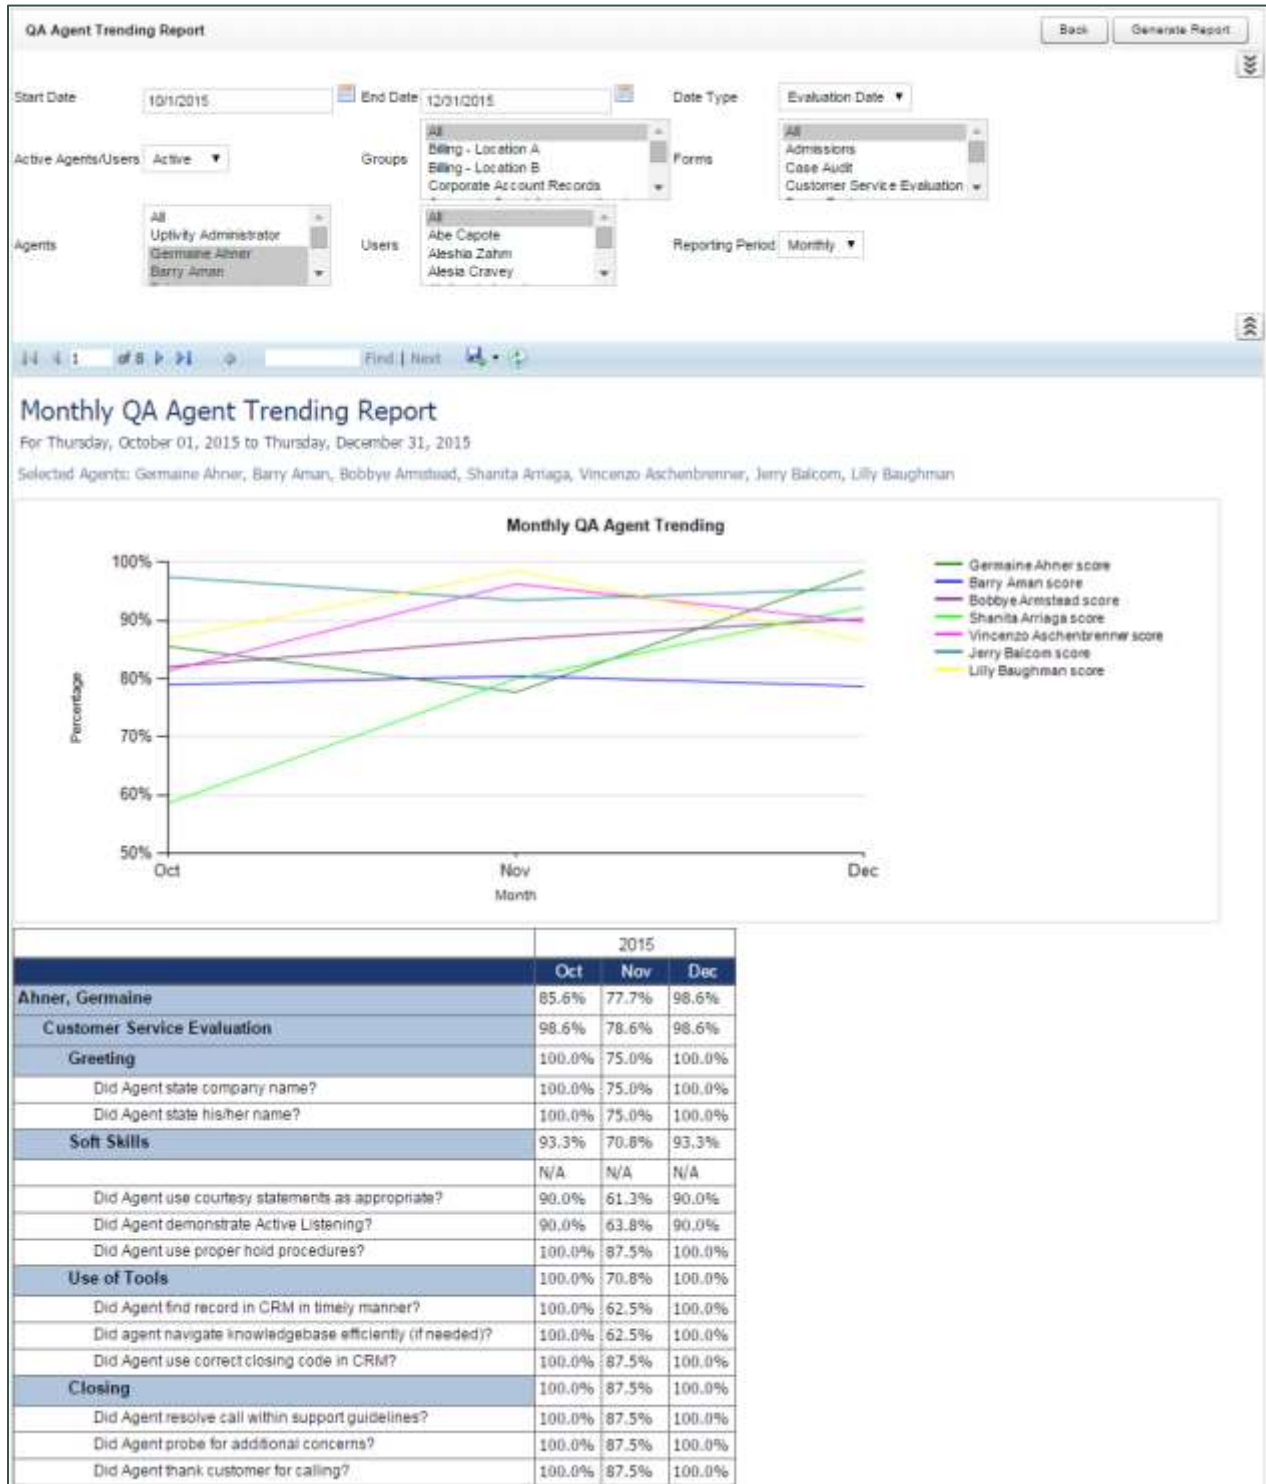 QA Agent Trending Report
Back Generate Report
Start Date 10/1/2015 End Date 12/31/2015 Date Type Evaluation Date
Active Agents/Users Active Groups All Forms All
Billing - Location A Admissions
Billing - Location B Case Audit
Corporate Account Records Customer Service Evaluation
Agents All Users All Reporting Period Monthly
Uptivity Administrator Abe Capote
Germaine Ahner Aleshia Zahm
Barry Aman Alesia Cravey
1 of 8 Find | Next
Monthly QA Agent Trending Report
For Thursday, October 01, 2015 to Thursday, December 31, 2015
Selected Agents: Germaine Ahner, Barry Aman, Bobbye Armstead, Shanita Arriaga, Vincenzo Aschenbrenner, Jerry Balcom, Lilly Baughman
Monthly QA Agent Trending
100%
90%
80%
70%
60%
50%
Percentage
Oct Nov Dec
Month
Germaine Ahner score
Barry Aman score
Bobbye Armstead score
Shanita Arriaga score
Vincenzo Aschenbrenner score
Jerry Balcom score
Lilly Baughman score
2015
Oct Nov Dec
Ahner, Germaine 85.6% 77.7% 98.6%
Customer Service Evaluation 98.6% 78.6% 98.6%
Greeting 100.0% 75.0% 100.0%
Did Agent state company name? 100.0% 75.0% 100.0%
Did Agent state his/her name? 100.0% 75.0% 100.0%
Soft Skills 93.3% 70.8% 93.3%
N/A N/A N/A
Did Agent use courtesy statements as appropriate? 90.0% 61.3% 90.0%
Did Agent demonstrate Active Listening? 90.0% 63.8% 90.0%
Did Agent use proper hold procedures? 100.0% 87.5% 100.0%
Use of Tools 100.0% 70.8% 100.0%
Did Agent find record in CRM in timely manner? 100.0% 62.5% 100.0%
Did agent navigate knowledgebase efficiently (if needed)? 100.0% 62.5% 100.0%
Did Agent use correct closing code in CRM? 100.0% 87.5% 100.0%
Closing 100.0% 87.5% 100.0%
Did Agent resolve call within support guidelines? 100.0% 87.5% 100.0%
Did Agent probe for additional concerns? 100.0% 87.5% 100.0%
Did Agent thank customer for calling? 100.0% 87.5% 100.0%